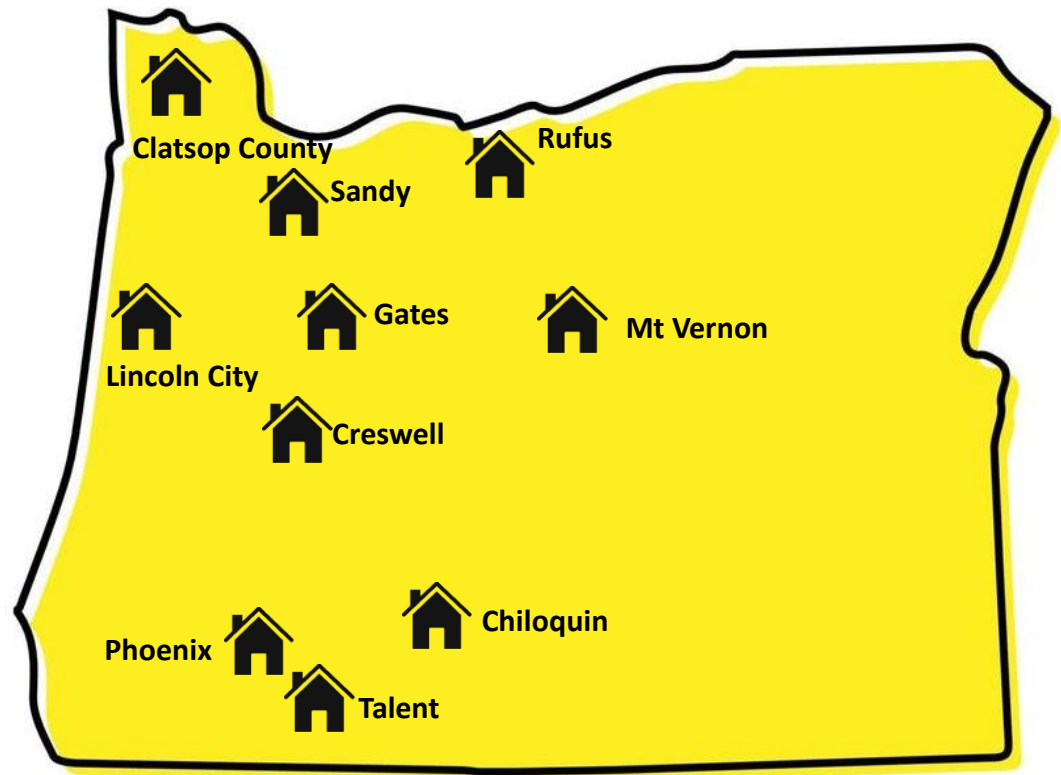 Clatsop County
Rufus
Sandy
Gates
Mt Vernon
Lincoln City
Creswell
Chiloquin
Phoenix
Talent